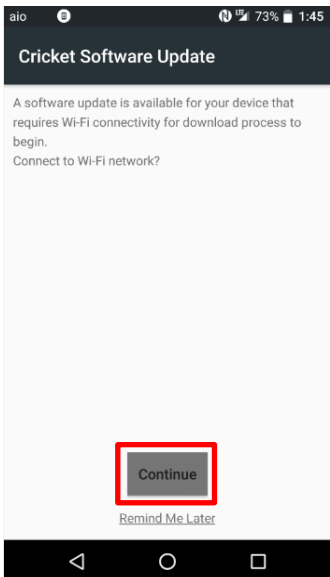 aio LTE 73% 1:45
Cricket Software Update
A software update is available for your device that
requires Wi-Fi connectivity for download process to
begin.
Connect to Wi-Fi network?
Continue
Remind Me Later